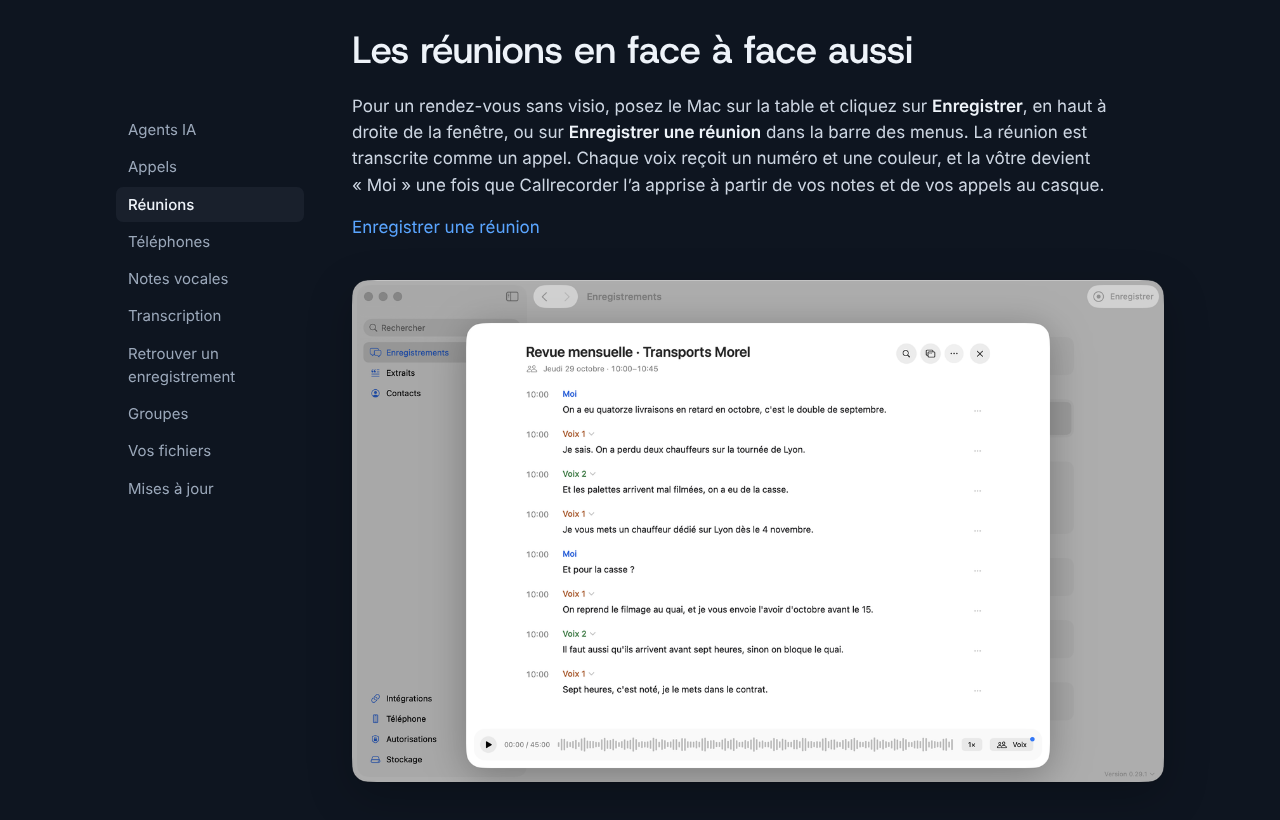 Les réunions en face à face aussi
Pour un rendez-vous sans visio, posez le Mac sur la table et cliquez sur Enregistrer, en haut à
droite de la fenêtre, ou sur Enregistrer une réunion dans la barre des menus. La réunion est
transcrite comme un appel. Chaque voix reçoit un numéro et une couleur, et la vôtre devient
« Moi » une fois que Callrecorder l’a apprise à partir de vos notes et de vos appels au casque.
Enregistrer une réunion
Agents IA
Appels
Réunions
Téléphones
Notes vocales
Transcription
Retrouver un
enregistrement
Groupes
Vos fichiers
Mises à jour
Enregistrements
Enregistrer
Rechercher
Enregistrements
Extraits
Contacts
Intégrations
Téléphone
Autorisations
Stockage
Revue mensuelle · Transports Morel
Jeudi 29 octobre · 10:00–10:45
10:00 Moi
On a eu quatorze livraisons en retard en octobre, c'est le double de septembre.
10:00 Voix 1
Je sais. On a perdu deux chauffeurs sur la tournée de Lyon.
10:00 Voix 2
Et les palettes arrivent mal filmées, on a eu de la casse.
10:00 Voix 1
Je vous mets un chauffeur dédié sur Lyon dès le 4 novembre.
10:00 Moi
Et pour la casse ?
10:00 Voix 1
On reprend le filmage au quai, et je vous envoie l'avoir d'octobre avant le 15.
10:00 Voix 2
Il faut aussi qu'ils arrivent avant sept heures, sinon on bloque le quai.
10:00 Voix 1
Sept heures, c'est noté, je le mets dans le contrat.
00:00 / 45:00
1×
Voix
Version 0.29.1